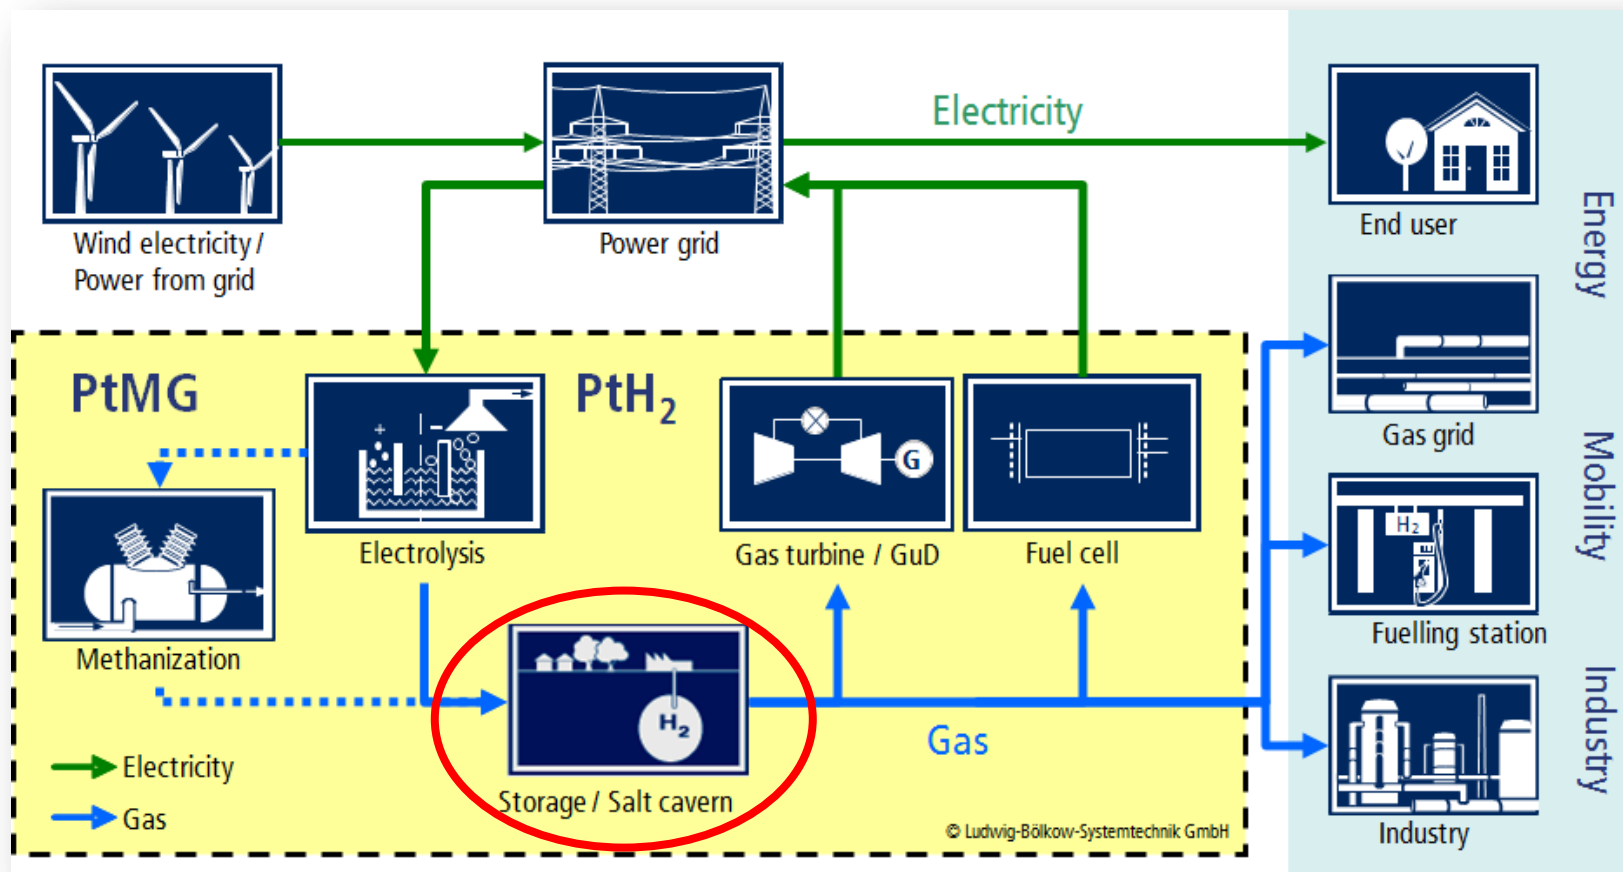 Electricity
Wind electricity /
Power from grid
Power grid
End user
Energy
PtMG
PtH₂
+
−
G
Electrolysis
Gas turbine / GuD
Fuel cell
Gas grid
Mobility
H₂
Methanization
Fuelling station
H₂
Gas
Industry
Electricity
Gas
Storage / Salt cavern
© Ludwig-Bölkow-Systemtechnik GmbH
Industry